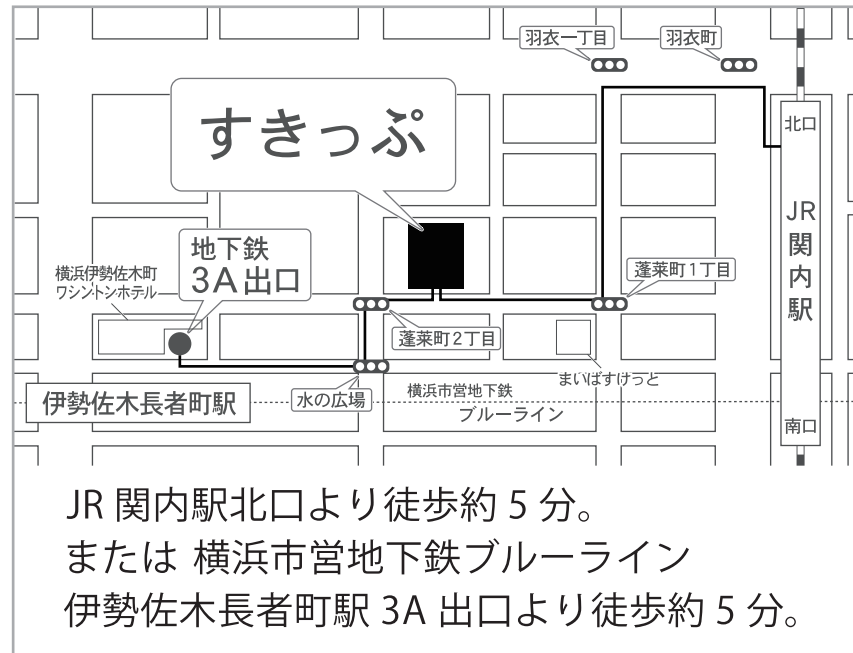 羽衣一丁目
羽衣町
北口
すきっぷ
JR関内駅
地下鉄
3A出口
横浜伊勢佐木町
ワシントンホテル
蓬莱町1丁目
蓬莱町2丁目
まいばすけっと
水の広場
横浜市営地下鉄
ブルーライン
伊勢佐木長者町駅
南口
JR 関内駅北口より徒歩約 5 分。
または 横浜市営地下鉄ブルーライン
伊勢佐木長者町駅 3A 出口より徒歩約 5 分。